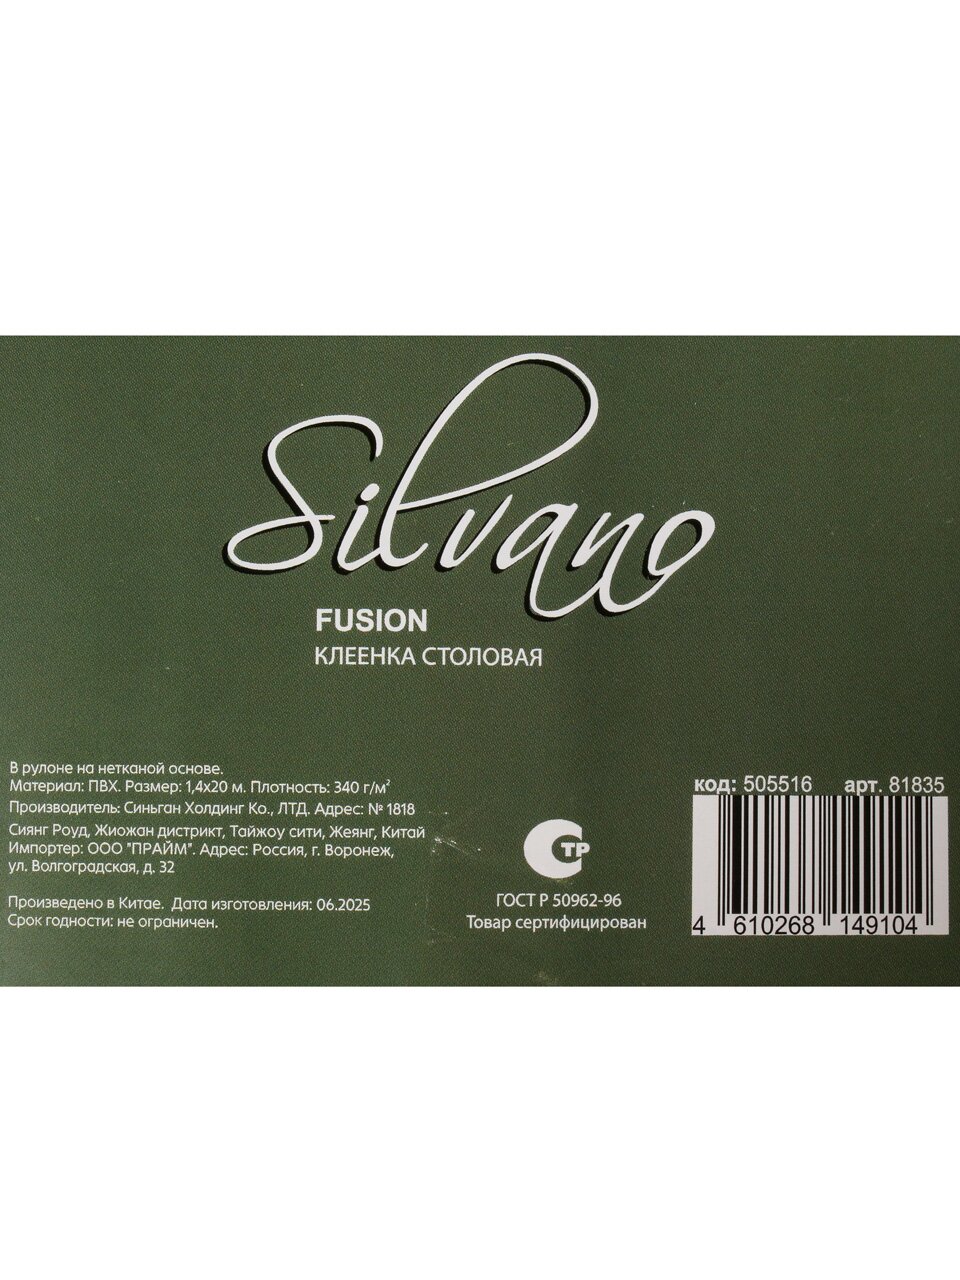 Silvano
FUSION
КЛЕЕНКА СТОЛОВАЯ
В рулоне на нетканой основе.
Материал: ПВХ. Размер: 1,4х20 м. Плотность: 340 г/м²
Производитель: Синьган Холдинг Ко., ЛТД. Адрес: № 1818
Сиянг Роуд, Жиожан дистрикт, Тайжоу сити, Жеянг, Китай
Импортер: ООО "ПРАЙМ". Адрес: Россия, г. Воронеж,
ул. Волгоградская, д. 32
Произведено в Китае. Дата изготовления: 06.2025
Срок годности: не ограничен.
СТР
ГОСТ Р 50962-96
Товар сертифицирован
код: 505516 арт. 81835
4 610268 149104